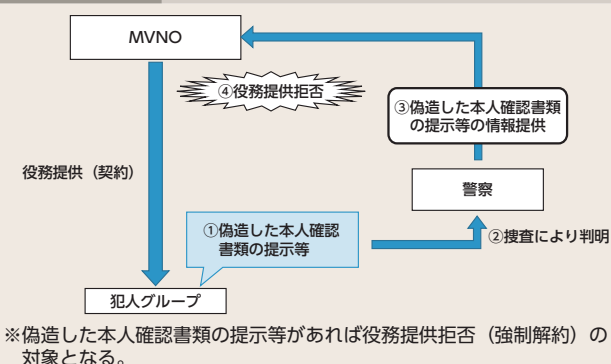 MVNO
④役務提供拒否
③偽造した本人確認書類
の提示等の情報提供
役務提供（契約）
警察
①偽造した本人確認
書類の提示等
②捜査により判明
犯人グループ
※偽造した本人確認書類の提示等があれば役務提供拒否（強制解約）の
対象となる。